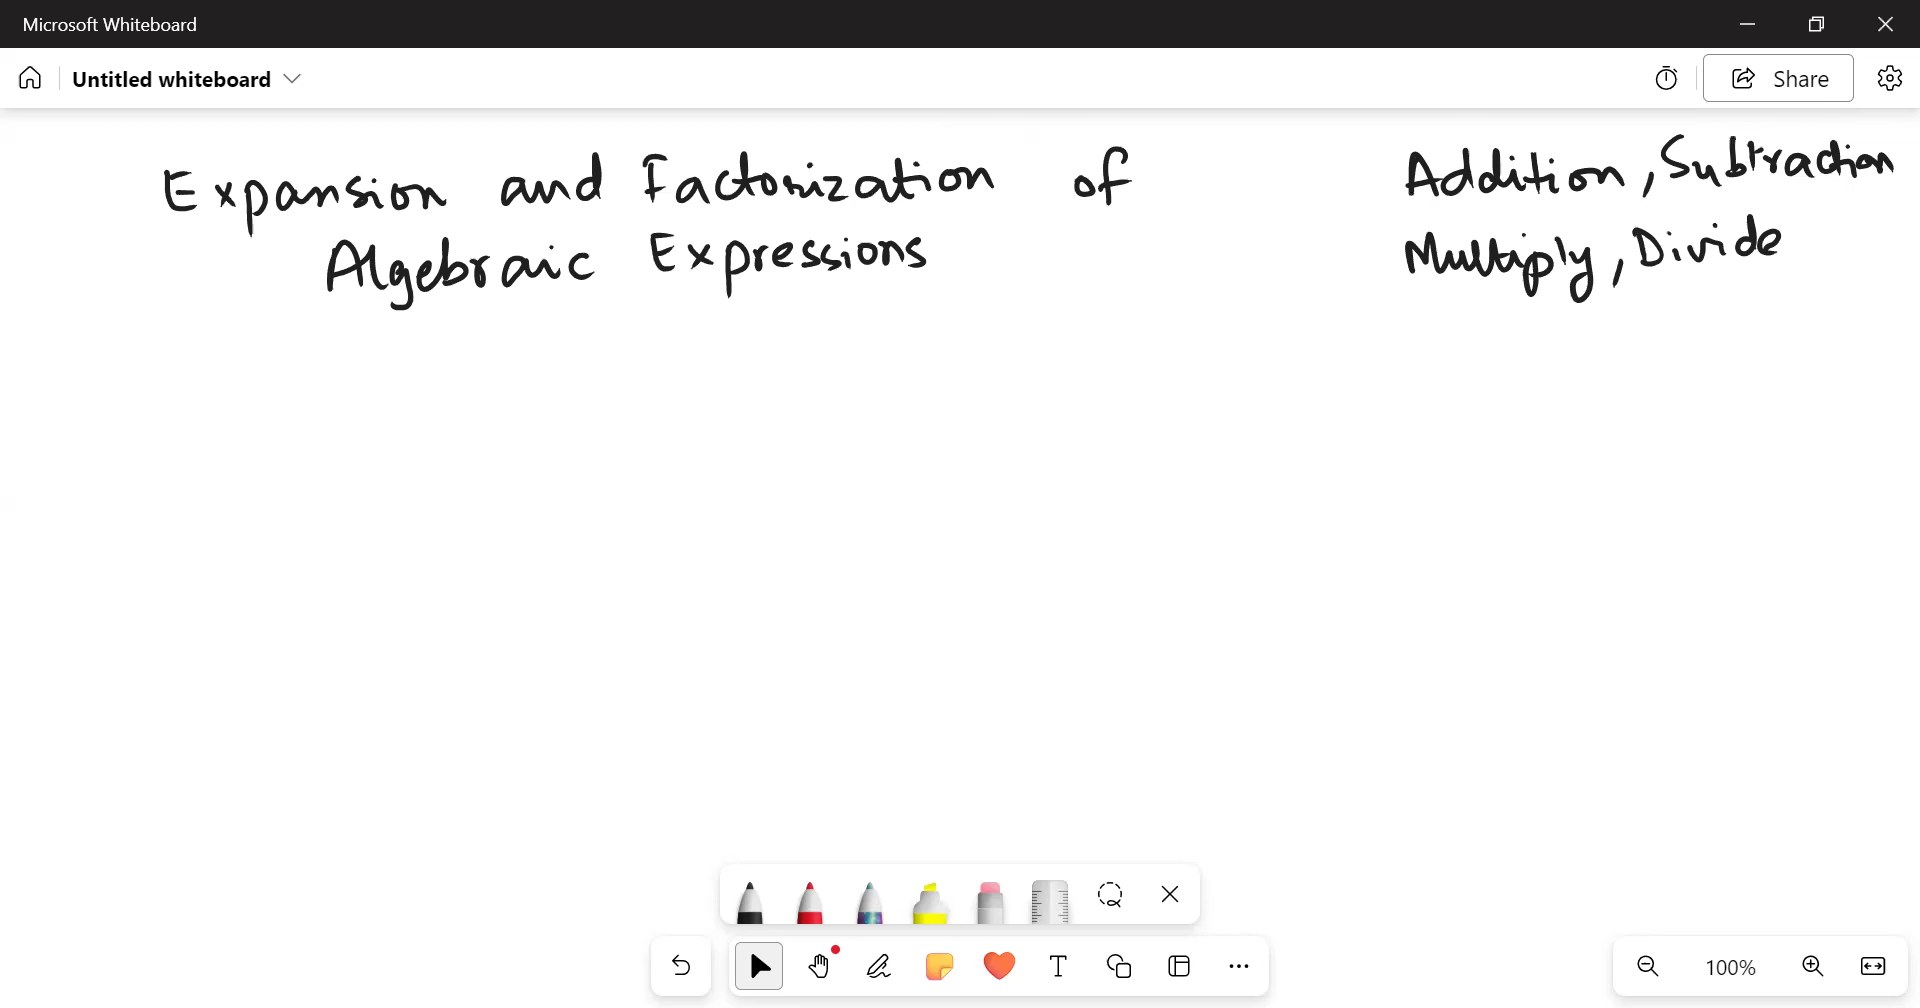 Microsoft Whiteboard
Untitled whiteboard
Share
Expansion and Factorization of
Algebraic Expressions
Addition, Subtraction
Multiply, Divide
100%